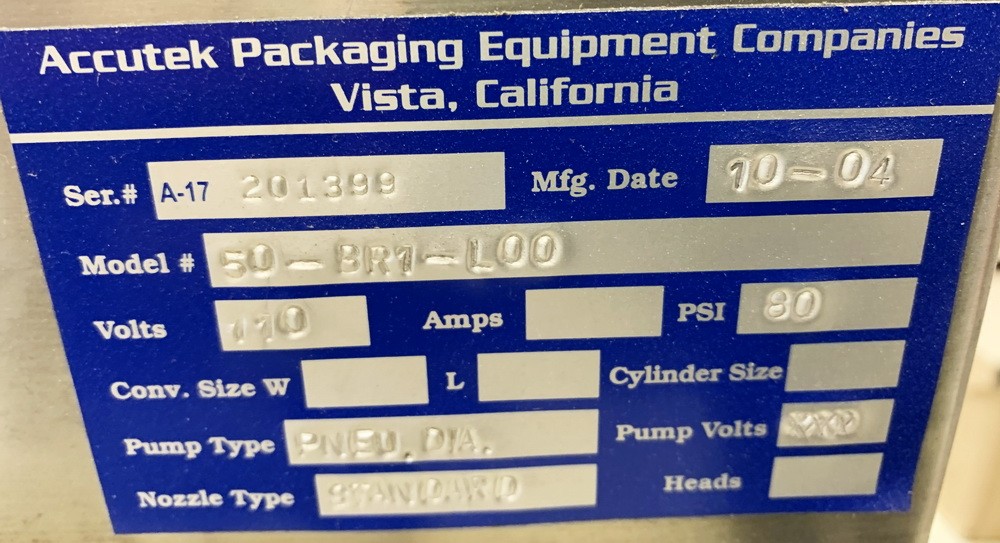 Accutek Packaging Equipment Companies
Vista, California
Ser.# A-17 201399 Mfg. Date 10-04
Model # 50-BR1-L00
Volts 110 Amps PSI 80
Conv. Size W L Cylinder Size
Pump Type PNEU.DIA. Pump Volts
Nozzle Type STANDARD Heads